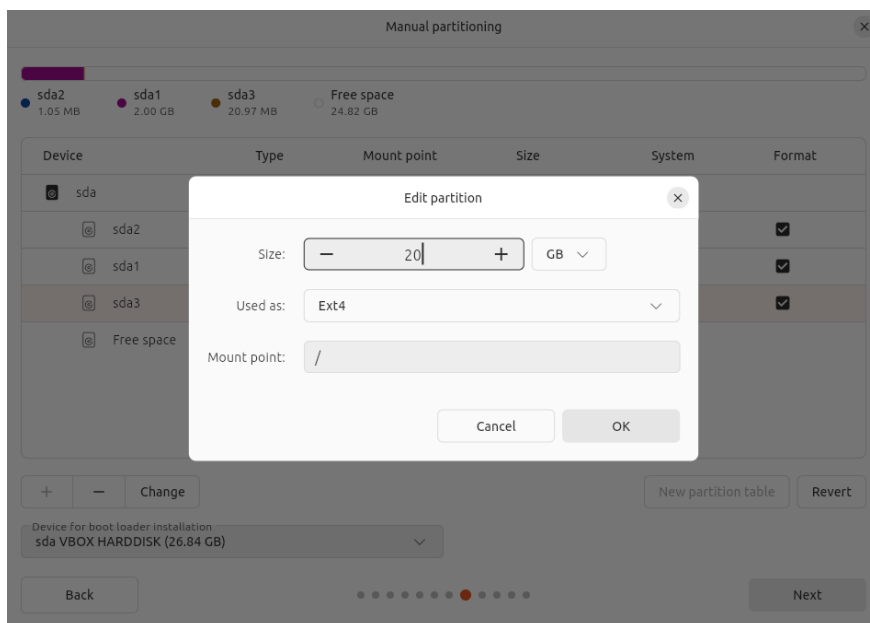 Manual partitioning
sda2 sda1 sda3 Free space
1.05 MB 2.00 GB 20.97 MB 24.82 GB
Device Type Mount point Size System Format
sda
Edit partition
sda2
Size: 20 GB
sda1
sda3
Used as: Ext4
Free space
Mount point: /
Cancel OK
+ − Change New partition table Revert
Device for boot loader installation
sda VBOX HARDDISK (26.84 GB)
Back Next